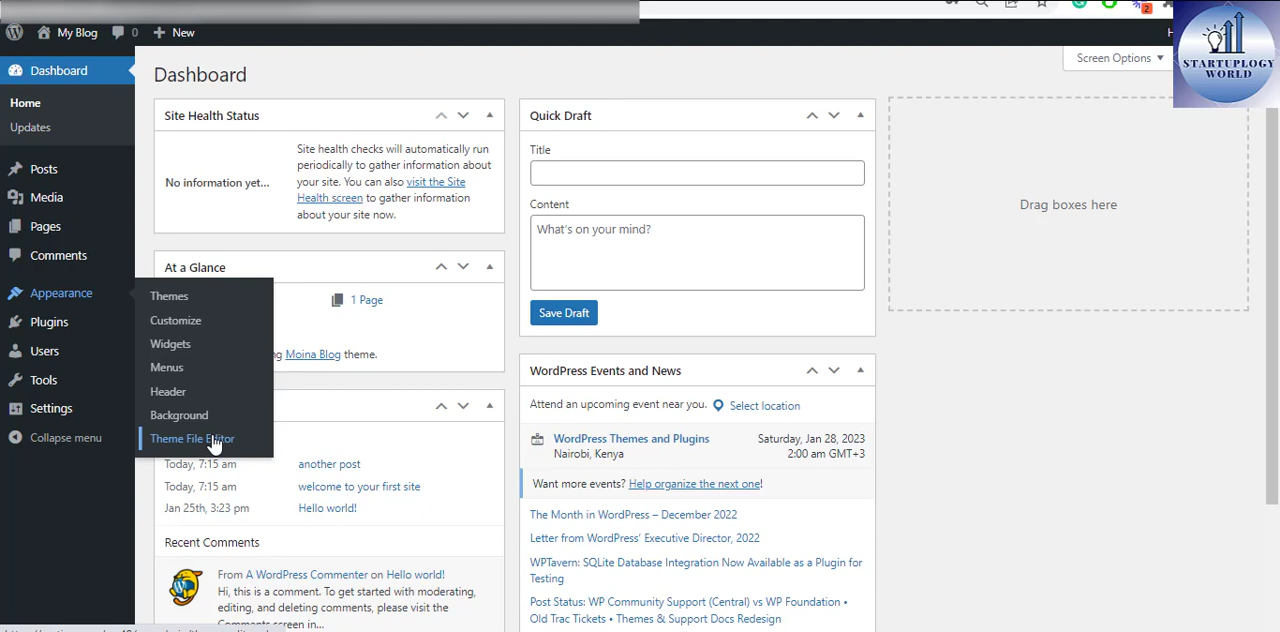 My Blog 0 New H
STARTUPLOGY
WORLD
2
Dashboard
Home
Updates
Posts
Media
Pages
Comments
Appearance
Plugins
Users
Tools
Settings
Collapse menu
Themes
Customize
Widgets
Menus
Header
Background
Theme File Editor
Dashboard
Screen Options
Site Health Status
No information yet...
Site health checks will automatically run
periodically to gather information about
your site. You can also visit the Site
Health screen to gather information
about your site now.
At a Glance
1 Page
Moina Blog theme.
Today, 7:15 am another post
Today, 7:15 am welcome to your first site
Jan 25th, 3:23 pm Hello world!
Recent Comments
From A WordPress Commenter on Hello world!
Hi, this is a comment. To get started with moderating,
editing, and deleting comments, please visit the
Comments screen in...
Quick Draft
Title
Content
What's on your mind?
Save Draft
WordPress Events and News
Attend an upcoming event near you. Select location
WordPress Themes and Plugins Saturday, Jan 28, 2023
Nairobi, Kenya 2:00 am GMT+3
Want more events? Help organize the next one!
The Month in WordPress – December 2022
Letter from WordPress' Executive Director, 2022
WPTavern: SQLite Database Integration Now Available as a Plugin for
Testing
Post Status: WP Community Support (Central) vs WP Foundation •
Old Trac Tickets • Themes & Support Docs Redesign
Drag boxes here